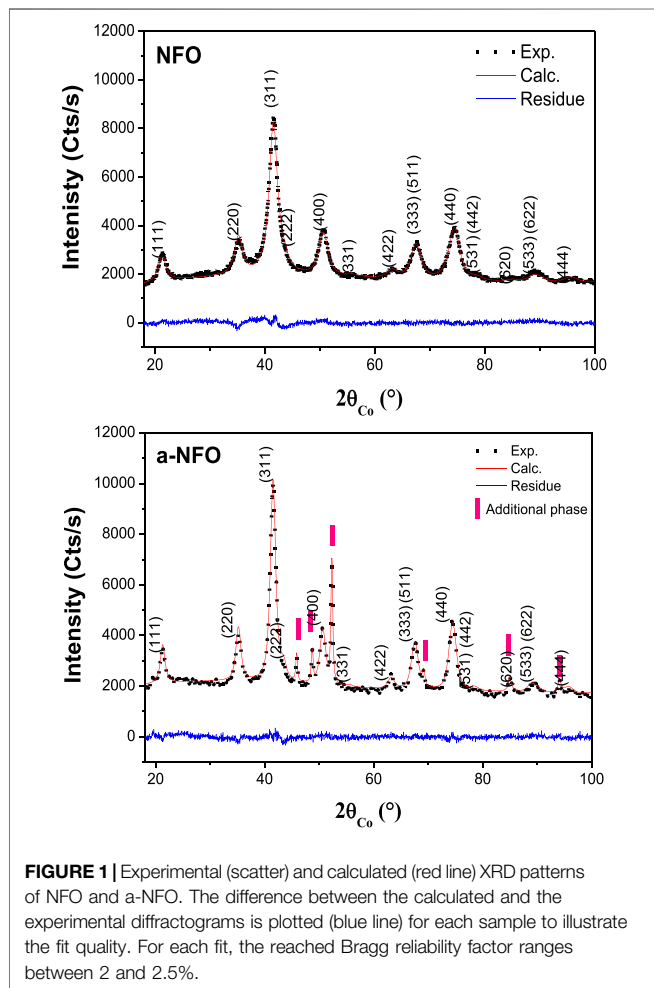 NFO
Exp.
Calc.
Residue
Intenisty (Cts/s)
12000
10000
8000
6000
4000
2000
0
(111)
(220)
(311)
(222)
(400)
(331)
(422)
(333) (511)
(440)
(531) (442)
(620)
(533) (622)
(444)
20 40 60 80 100
2θCo (°)
a-NFO
Exp.
Calc.
Residue
Additional phase
Intensity (Cts/s)
12000
10000
8000
6000
4000
2000
0
(111)
(220)
(311)
(222)
(400)
(331)
(422)
(333) (511)
(440)
(531) (442)
(620)
(533) (622)
(444)
20 40 60 80 100
2θCo (°)
FIGURE 1 | Experimental (scatter) and calculated (red line) XRD patterns
of NFO and a-NFO. The difference between the calculated and the
experimental diffractograms is plotted (blue line) for each sample to illustrate
the fit quality. For each fit, the reached Bragg reliability factor ranges
between 2 and 2.5%.